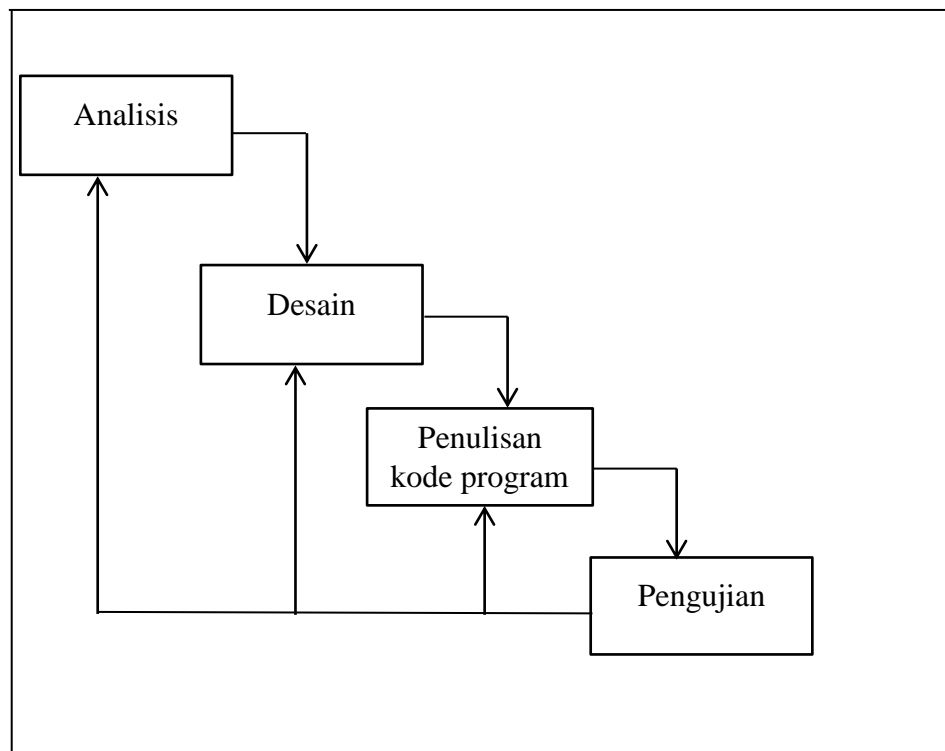 Analisis
Desain
Penulisan
kode program
Pengujian